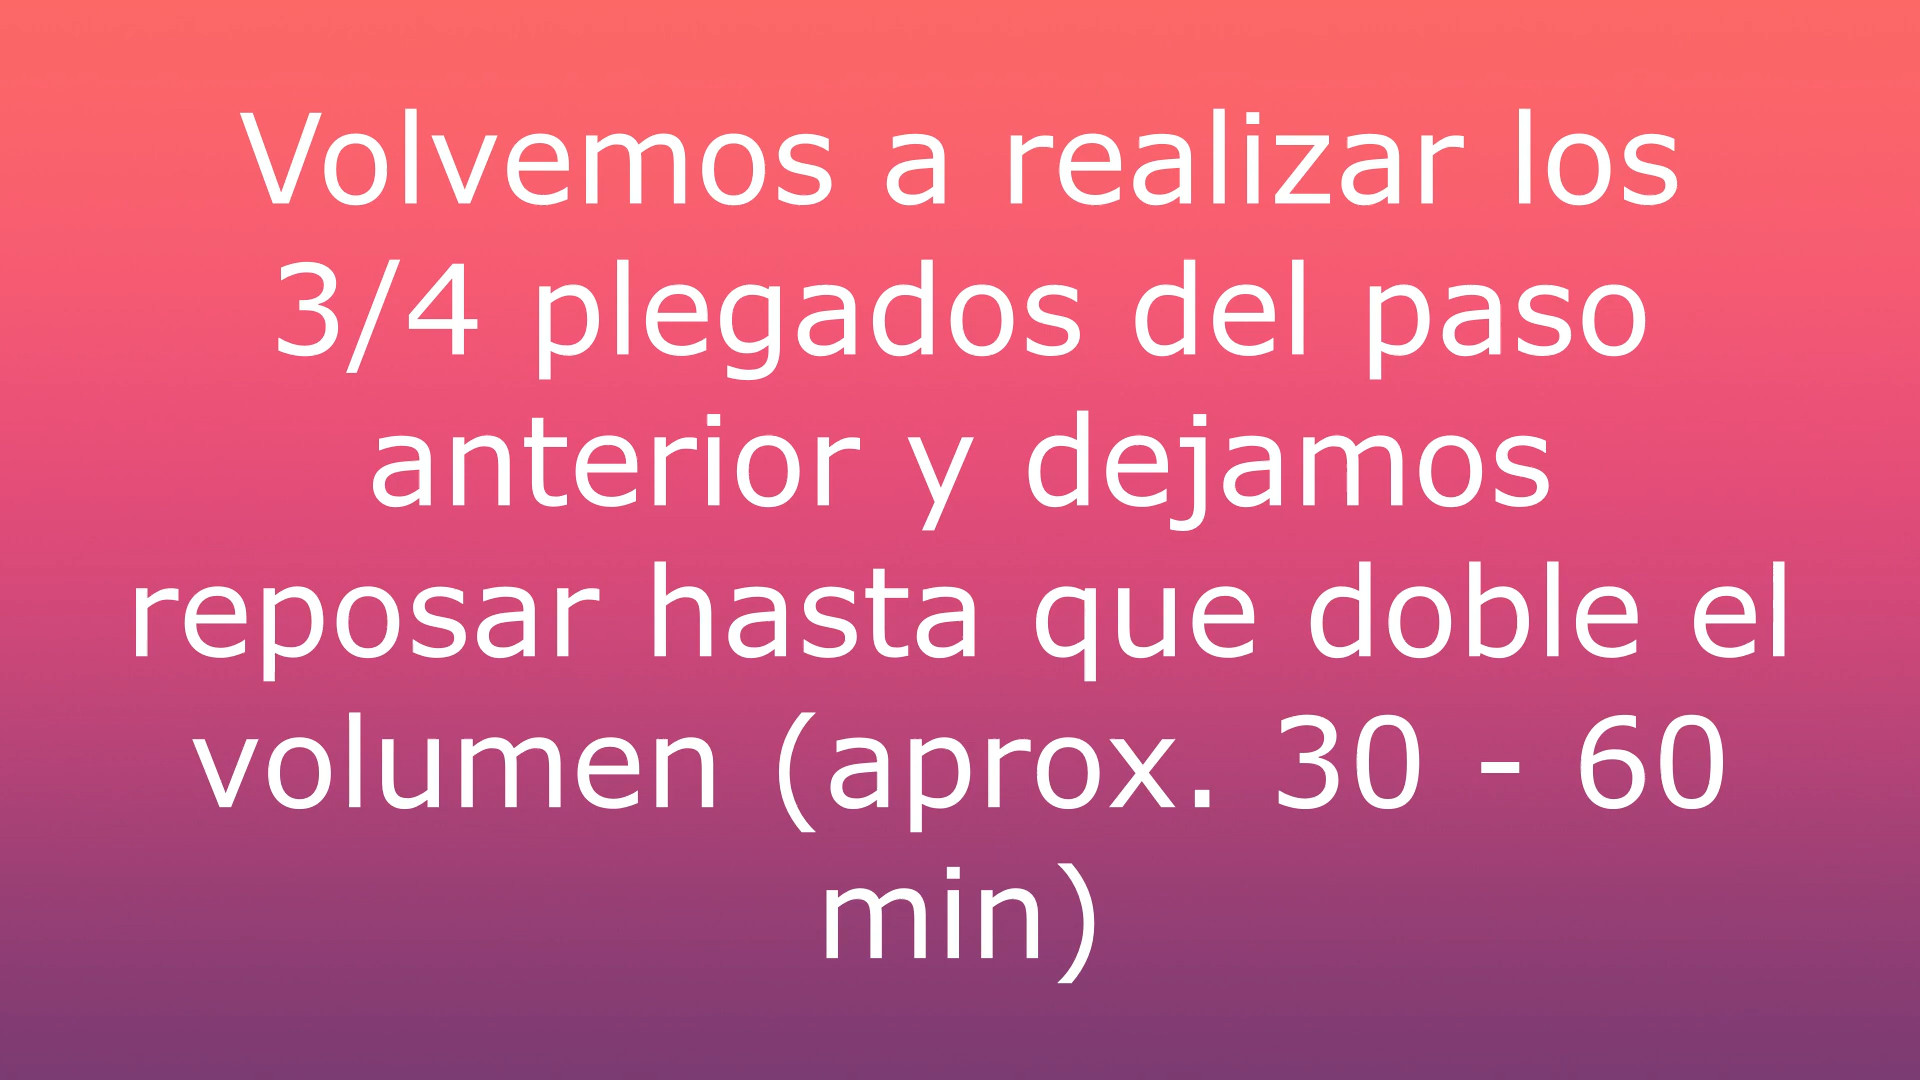 Volvemos a realizar los
3/4 plegados del paso
anterior y dejamos
reposar hasta que doble el
volumen (aprox. 30 - 60
min)